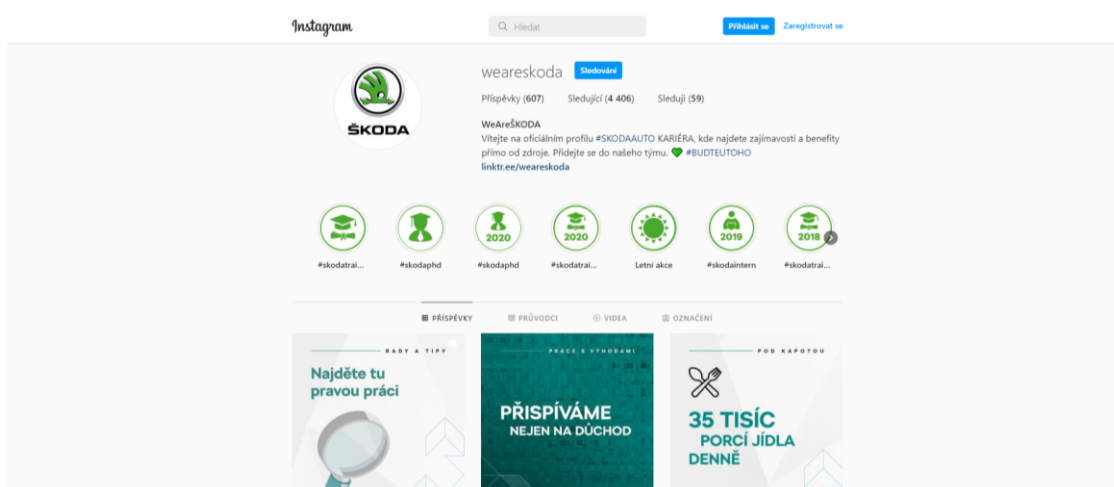 Instagram
Hledat
Přihlásit se
Zaregistrovat se
ŠKODA
weareskoda
Sledování
Příspěvky (607)
Sledující (4 406)
Sleduji (59)
WeAreŠKODA
Vítejte na oficiálním profilu #SKODAAUTO KARIÉRA, kde najdete zajímavosti a benefity
přímo od zdroje. Přidejte se do našeho týmu. 💚 #BUDTEUTOHO
linktr.ee/weareskoda
2020
2020
2019
2018
#skodatrai...
#skodaphd
#skodaphd
#skodatrai...
Letní akce
#skodaintern
#skodatrai...
PŘÍSPĚVKY
PRŮVODCI
VIDEA
OZNAČENÍ
RADY A TIPY
Najděte tu
pravou práci
PRÁCE S VÝHODAMI
PŘISPÍVÁME
NEJEN NA DŮCHOD
POD KAPOTOU
35 TISÍC
PORCÍ JÍDLA
DENNĚ